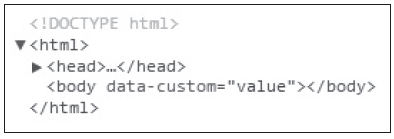 <!DOCTYPE html>
▼<html>
▶<head>…</head>
<body data-custom="value"></body>
</html>